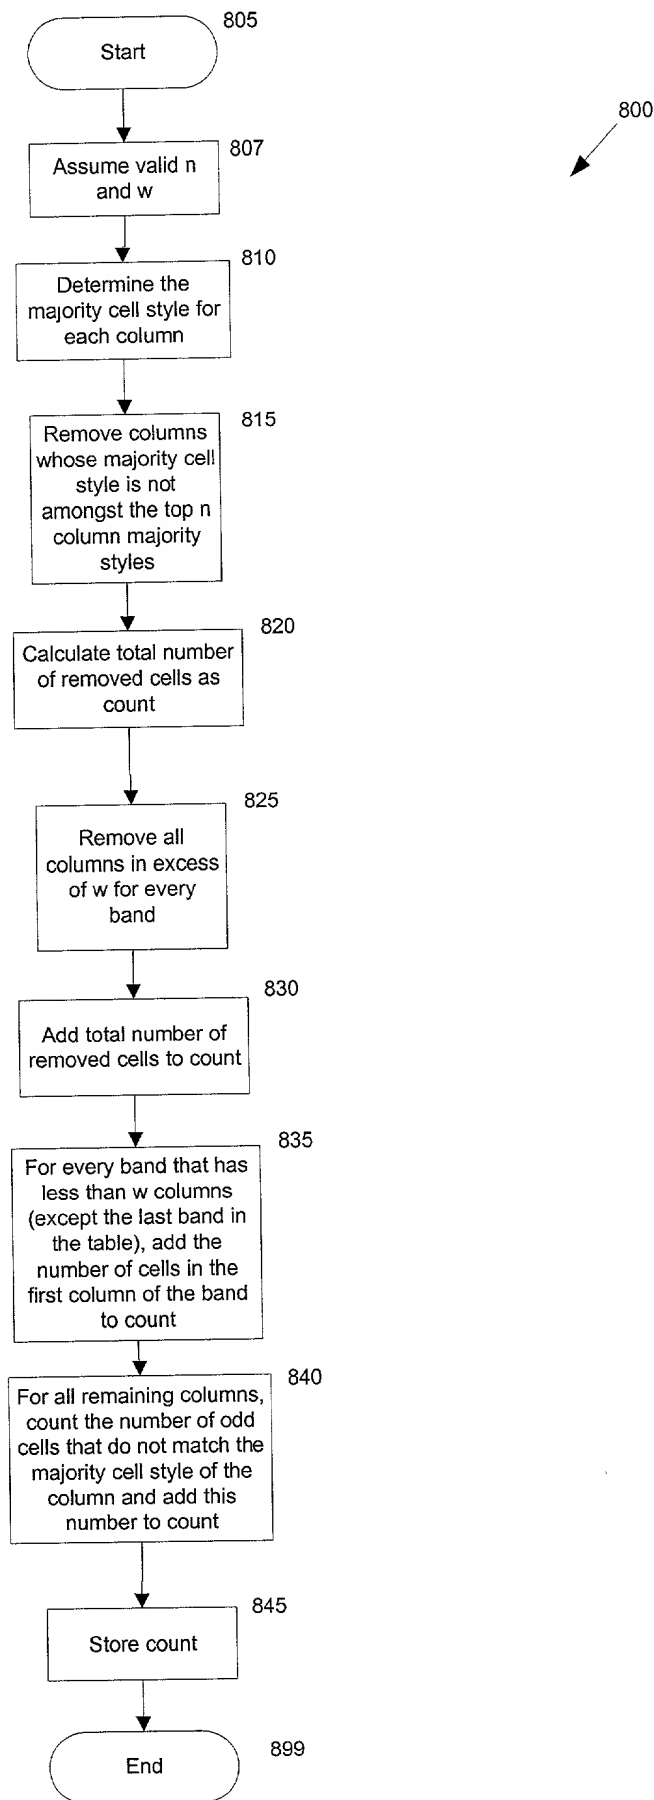 805
Start
800
807
Assume valid n
and w
810
Determine the
majority cell style for
each column
815
Remove columns
whose majority cell
style is not
amongst the top n
column majority
styles
820
Calculate total number
of removed cells as
count
825
Remove all
columns in excess
of w for every
band
830
Add total number of
removed cells to count
835
For every band that has
less than w columns
(except the last band in
the table), add the
number of cells in the
first column of the band
to count
840
For all remaining columns,
count the number of odd
cells that do not match the
majority cell style of the
column and add this
number to count
845
Store count
899
End